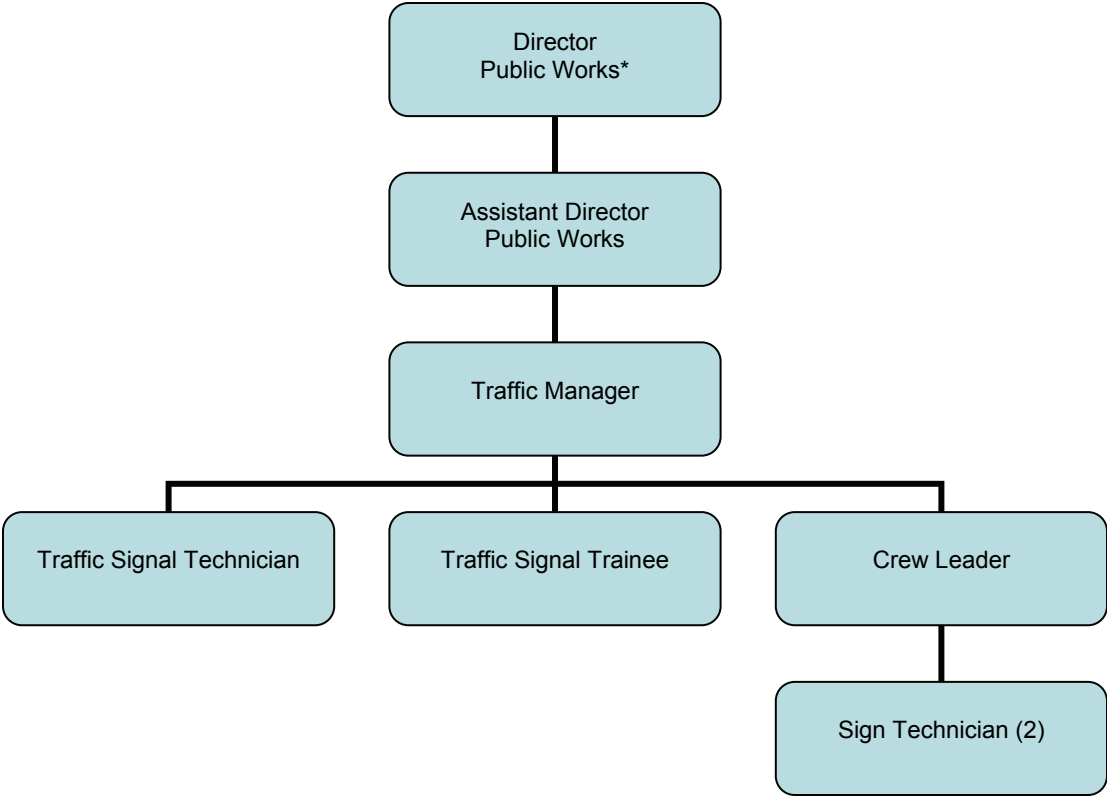 Director
Public Works*
Assistant Director
Public Works
Traffic Manager
Traffic Signal Technician
Traffic Signal Trainee
Crew Leader
Sign Technician (2)